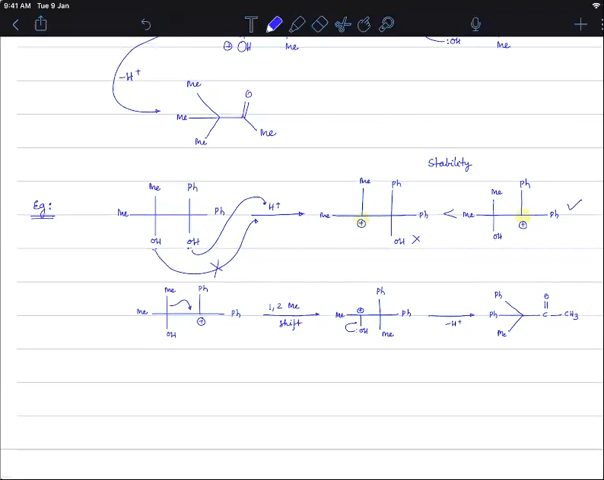 9:41 AM Tue 9 Jan
⊕ OH Me :OH Me
-H⁺
Me O
Me
Me Me
Stability
Me Ph Me Ph Me Ph
Eg: Me Ph H⁺ Me Ph < Me Ph ✓
⊕ ⊕
OH OH OH × OH
Me Ph Ph Ph O
Me Ph 1, 2 Me ⊕ Me Ph Ph C CH₃
⊕ shift :OH -H⁺
OH Me Me